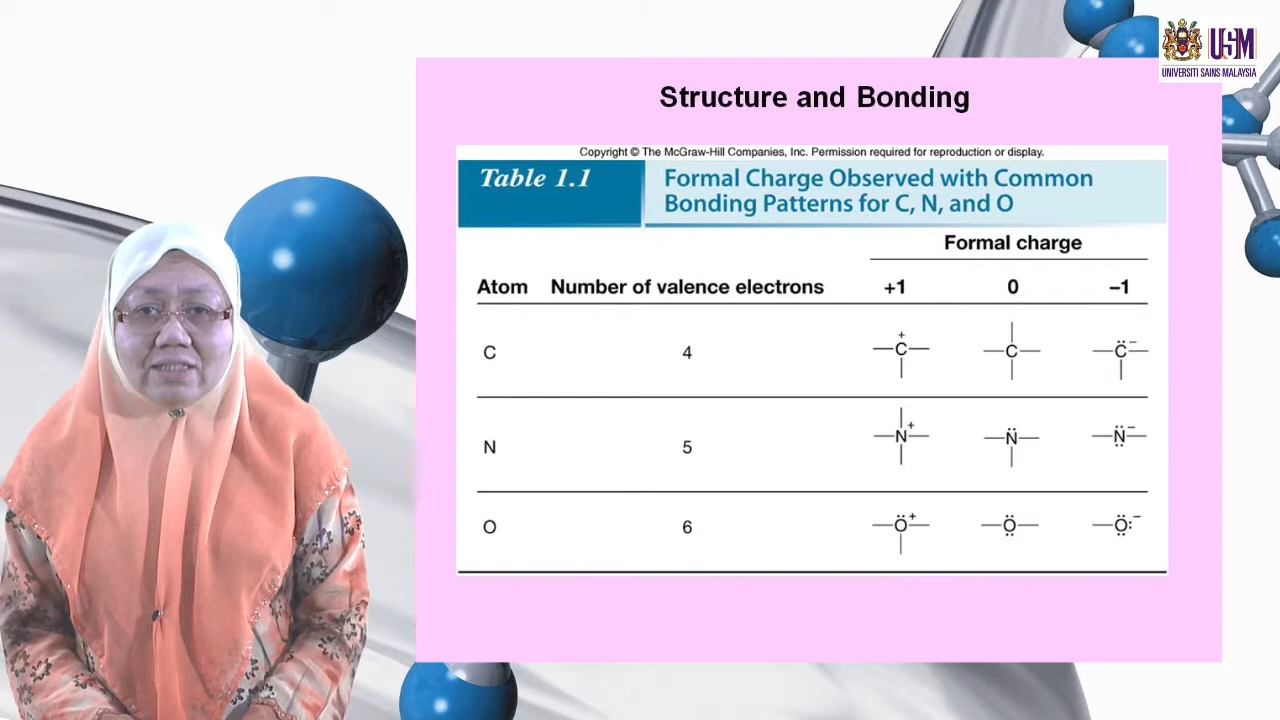 USM
UNIVERSITI SAINS MALAYSIA
Structure and Bonding
Copyright © The McGraw-Hill Companies, Inc. Permission required for reproduction or display.
Table 1.1
Formal Charge Observed with Common
Bonding Patterns for C, N, and O
Formal charge
Atom Number of valence electrons +1 0 –1
C 4 C+ C C−
N 5 N+ N N−
O 6 O+ O O−